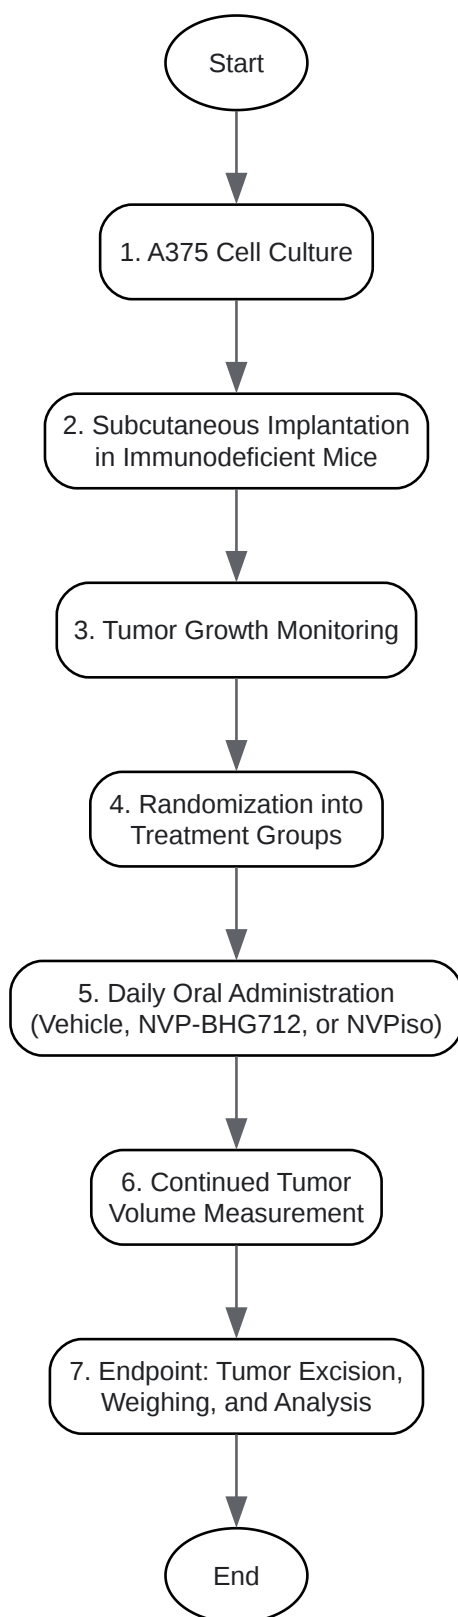 Start
1. A375 Cell Culture
2. Subcutaneous Implantation
in Immunodeficient Mice
3. Tumor Growth Monitoring
4. Randomization into
Treatment Groups
5. Daily Oral Administration
(Vehicle, NVP-BHG712, or NVPiso)
6. Continued Tumor
Volume Measurement
7. Endpoint: Tumor Excision,
Weighing, and Analysis
End